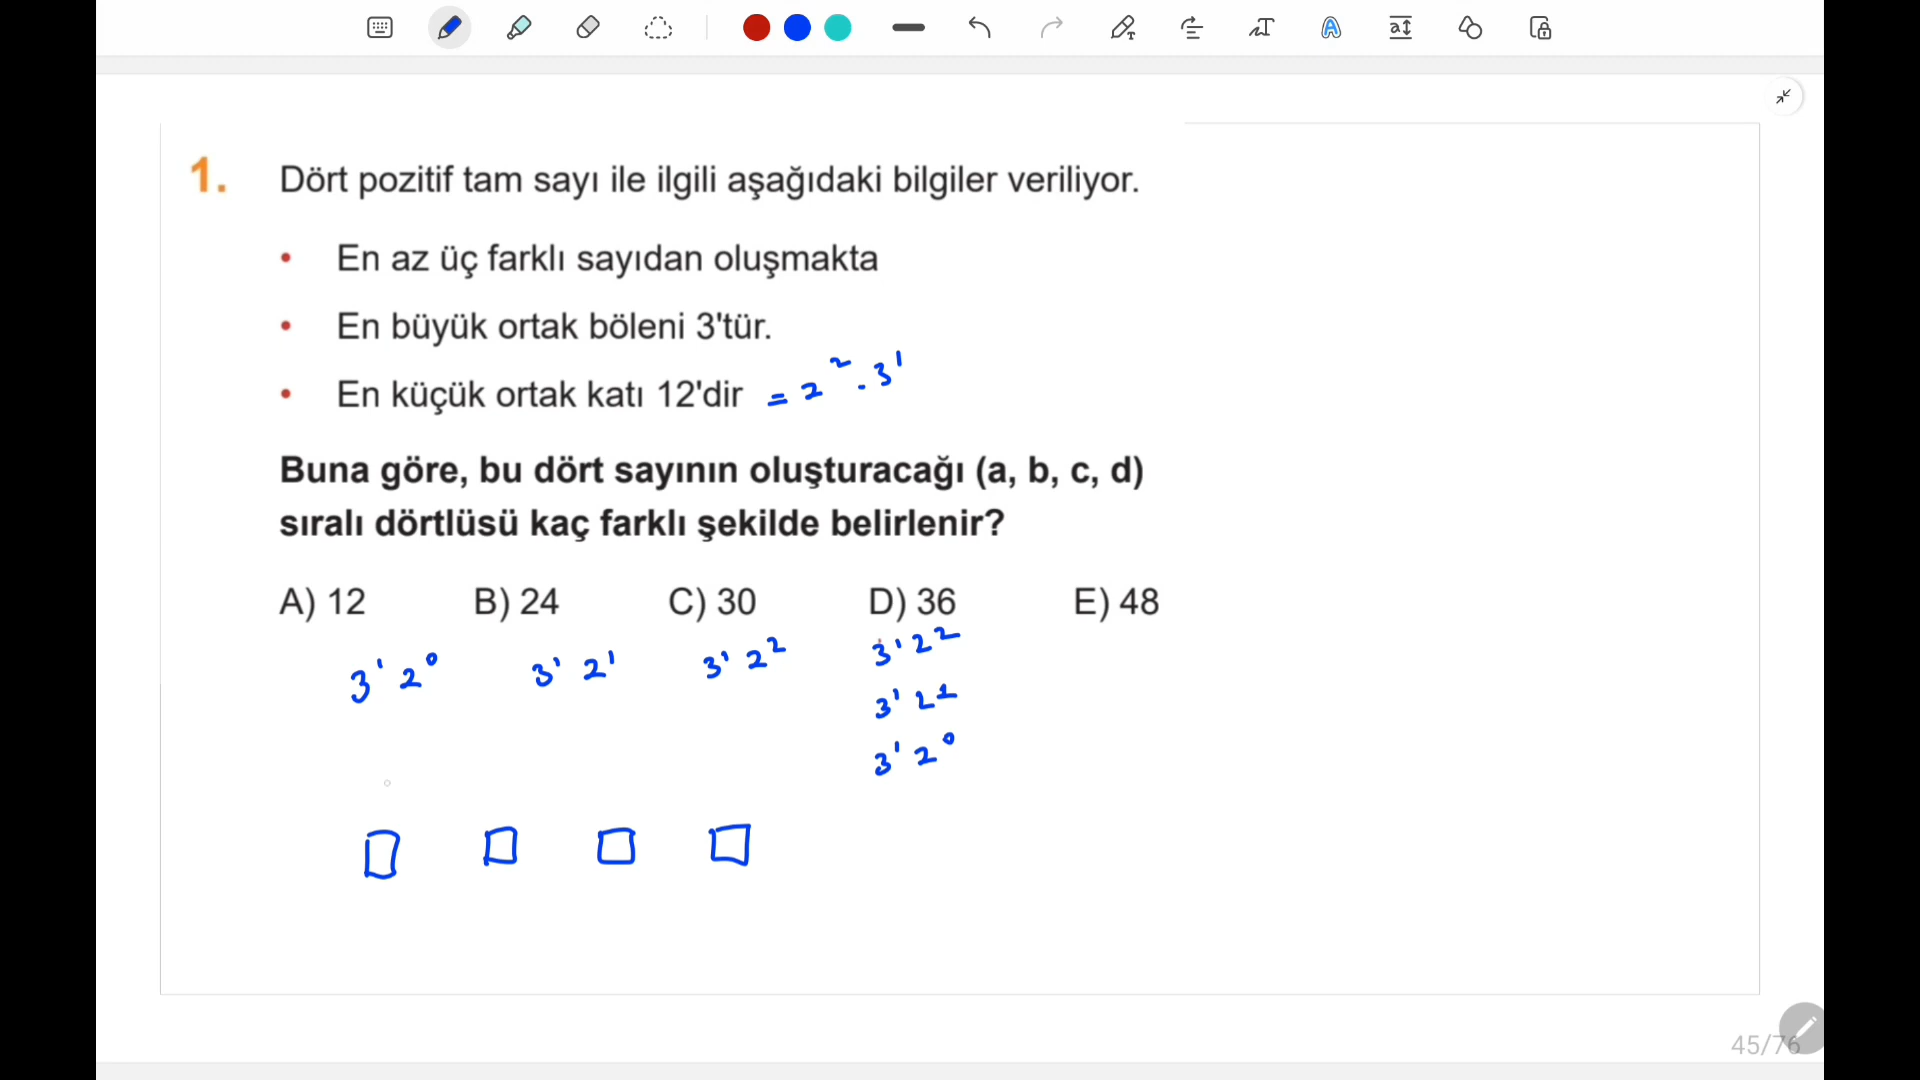 1. Dört pozitif tam sayı ile ilgili aşağıdaki bilgiler veriliyor.
• En az üç farklı sayıdan oluşmakta
• En büyük ortak böleni 3'tür.
• En küçük ortak katı 12'dir = 2² . 3¹
Buna göre, bu dört sayının oluşturacağı (a, b, c, d)
sıralı dörtlüsü kaç farklı şekilde belirlenir?
A) 12 B) 24 C) 30 D) 36 E) 48
3¹ 2⁰ 3¹ 2¹ 3¹ 2² 3¹ 2²
3¹ 2¹
3¹ 2⁰
45/76